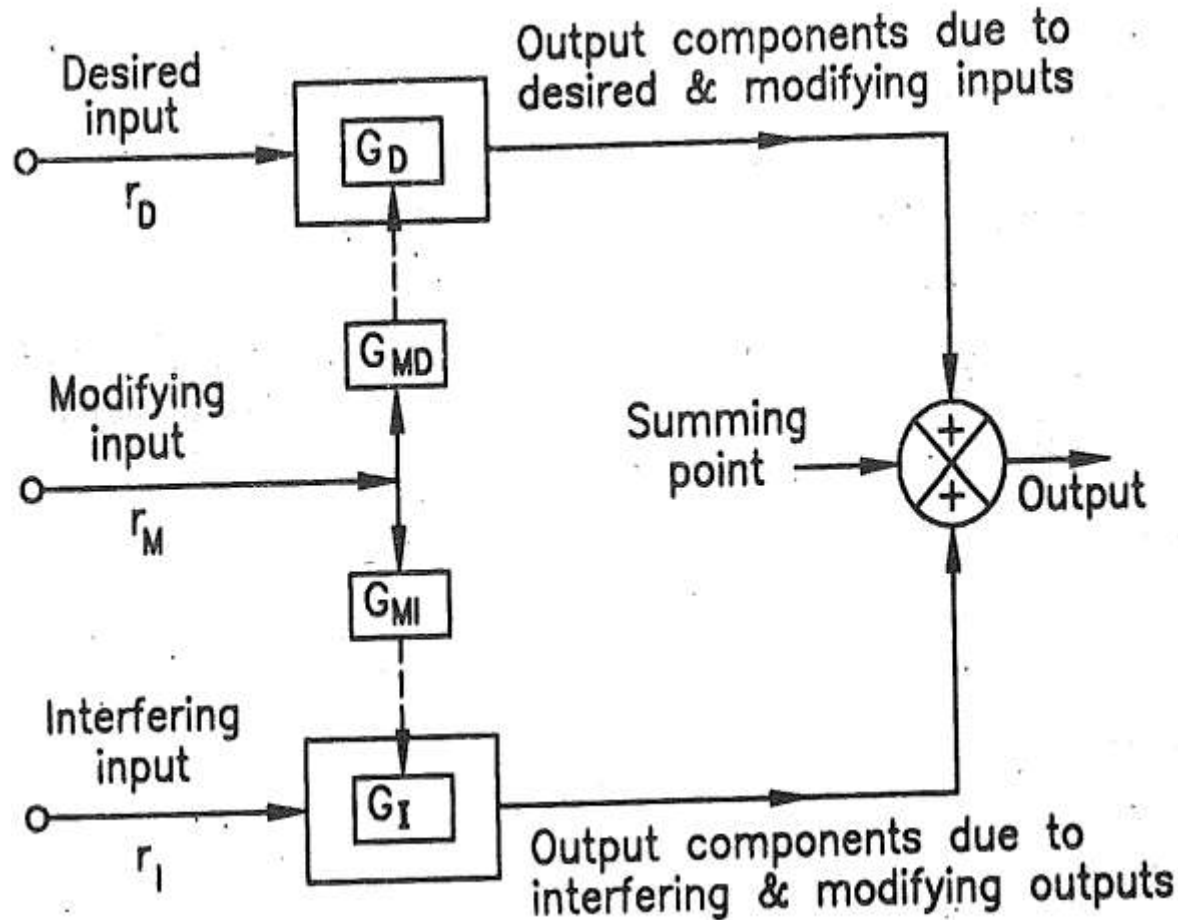 Output components due to
desired & modifying inputs
Desired
input
G_D
r_D
G_MD
Modifying
input
r_M
Summing
point
+
+
Output
G_MI
Interfering
input
G_I
r_I
Output components due to
interfering & modifying outputs